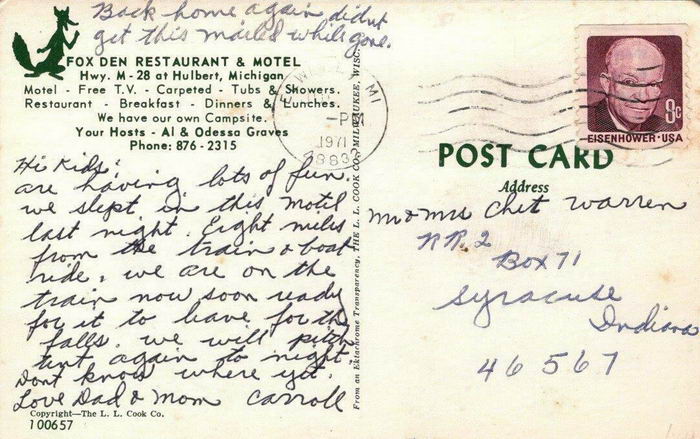 Back home again didnt
get this mailed while gone.
FOX DEN RESTAURANT & MOTEL
Hwy. M-28 at Hulbert, Michigan
Motel - Free T.V. - Carpeted - Tubs & Showers.
Restaurant - Breakfast - Dinners & Lunches.
We have our own Campsite.
Your Hosts - Al & Odessa Graves
Phone: 876-2315
Hi Kids:
are having lots of fun.
we slept in this motil
last night. Eight miles
from the train & boat
ride. we are on the
train now soon ready
for it to leave for the
falls. we will pitch
tent again to night.
Dont know where yet.
Love Dad & Mom Carroll
Copyright—The L. L. Cook Co.
100657
From an Ektachrome Transparency, THE L. L. COOK CO., MILWAUKEE, WISC.
MI
-PM
1971
EISENHOWER·USA
8c
POST CARD
Address
Mr & Mrs Chet Warren
RR. 2
Box 71
Syracuse
Indiana
46567